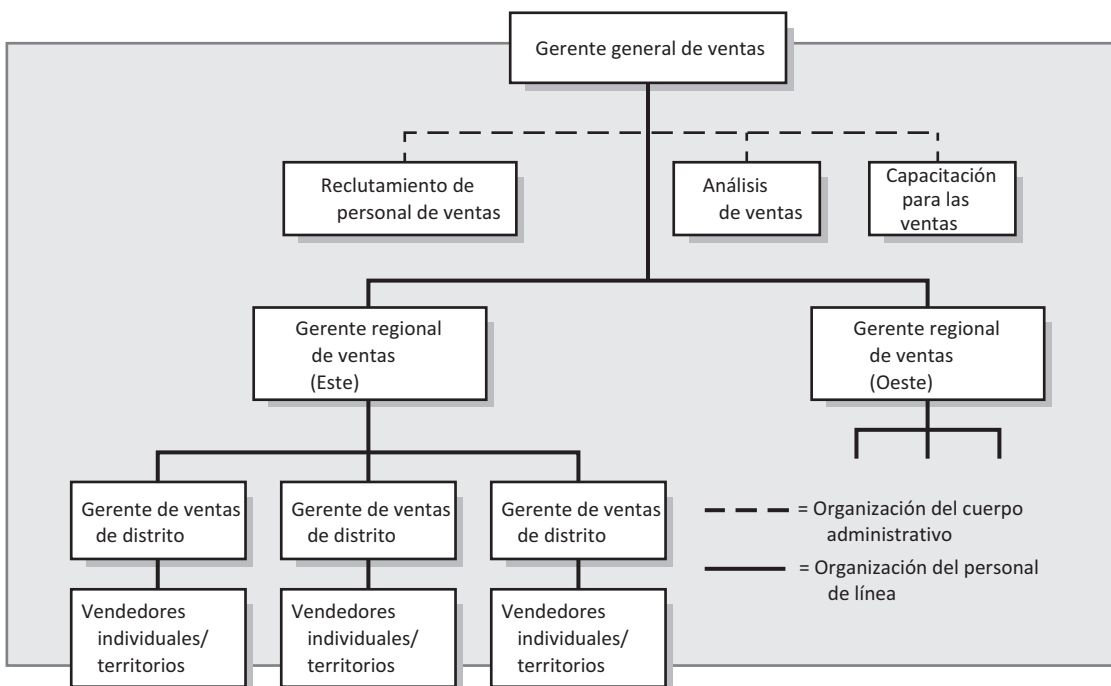 Gerente general de ventas
Reclutamiento de
personal de ventas
Análisis
de ventas
Capacitación
para las
ventas
Gerente regional
de ventas
(Este)
Gerente regional
de ventas
(Oeste)
Gerente de ventas
de distrito
Gerente de ventas
de distrito
Gerente de ventas
de distrito
Vendedores
individuales/
territorios
Vendedores
individuales/
territorios
Vendedores
individuales/
territorios
= Organización del cuerpo
administrativo
= Organización del personal
de línea